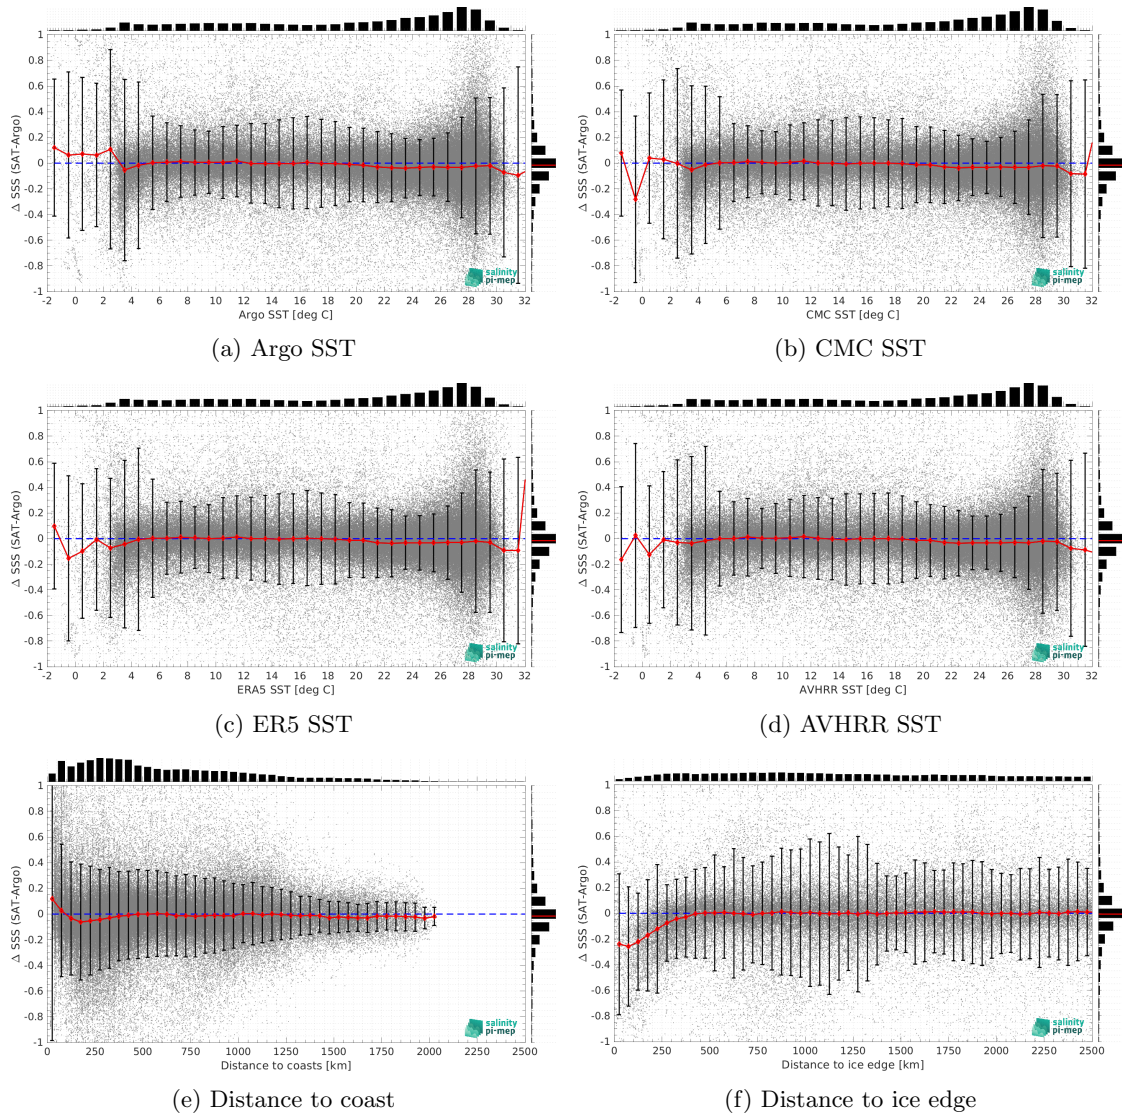 1
0.8
0.6
0.4
0.2
0
-0.2
-0.4
-0.6
-0.8
-1
Δ SSS (SAT-Argo)
-2 0 2 4 6 8 10 12 14 16 18 20 22 24 26 28 30 32
Argo SST [deg C]
salinity
pi-mep
(a) Argo SST
1
0.8
0.6
0.4
0.2
0
-0.2
-0.4
-0.6
-0.8
-1
Δ SSS (SAT-Argo)
-2 0 2 4 6 8 10 12 14 16 18 20 22 24 26 28 30 32
CMC SST [deg C]
salinity
pi-mep
(b) CMC SST
1
0.8
0.6
0.4
0.2
0
-0.2
-0.4
-0.6
-0.8
-1
Δ SSS (SAT-Argo)
-2 0 2 4 6 8 10 12 14 16 18 20 22 24 26 28 30 32
ERA5 SST [deg C]
salinity
pi-mep
(c) ER5 SST
1
0.8
0.6
0.4
0.2
0
-0.2
-0.4
-0.6
-0.8
-1
Δ SSS (SAT-Argo)
-2 0 2 4 6 8 10 12 14 16 18 20 22 24 26 28 30 32
AVHRR SST [deg C]
salinity
pi-mep
(d) AVHRR SST
1
0.8
0.6
0.4
0.2
0
-0.2
-0.4
-0.6
-0.8
-1
Δ SSS (SAT-Argo)
0 250 500 750 1000 1250 1500 1750 2000 2250 2500
Distance to coasts [km]
salinity
pi-mep
(e) Distance to coast
1
0.8
0.6
0.4
0.2
0
-0.2
-0.4
-0.6
-0.8
-1
Δ SSS (SAT-Argo)
0 250 500 750 1000 1250 1500 1750 2000 2250 2500
Distance to ice edge [km]
salinity
pi-mep
(f) Distance to ice edge